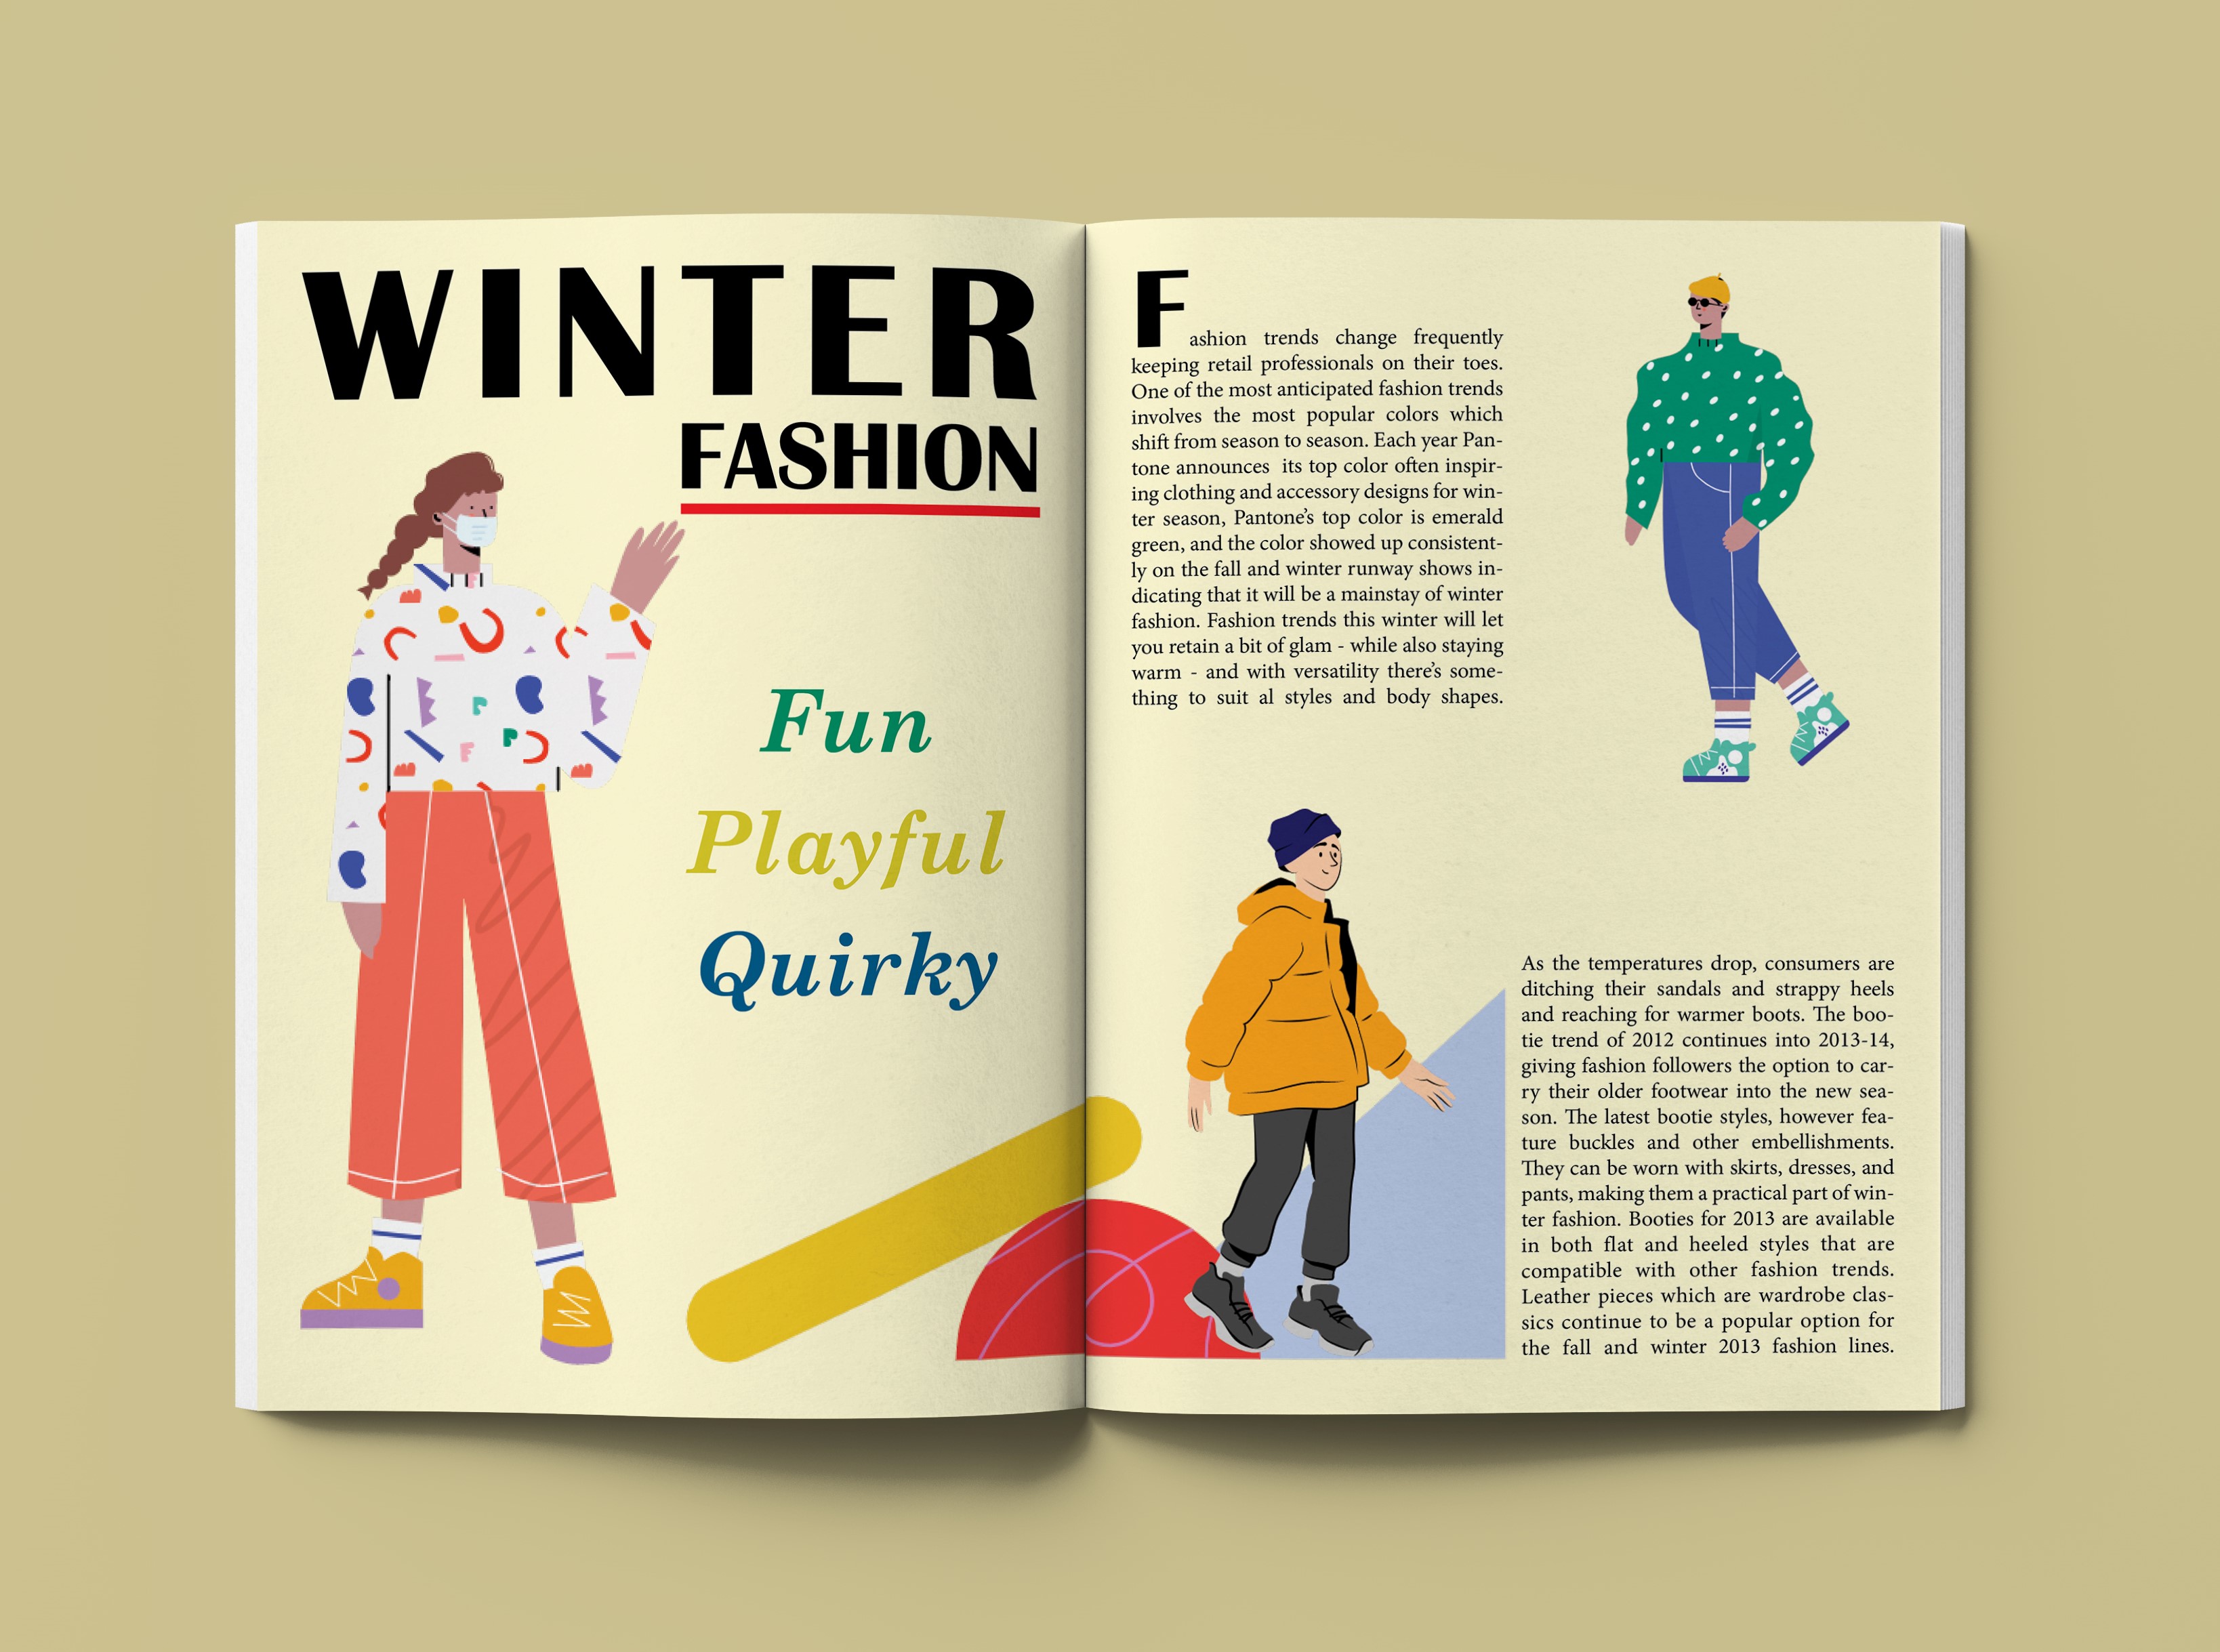 WINTER
FASHION
Fun
Playful
Quirky
Fashion trends change frequently
keeping retail professionals on their toes.
One of the most anticipated fashion trends
involves the most popular colors which
shift from season to season. Each year Pan-
tone announces its top color often inspir-
ing clothing and accessory designs for win-
ter season, Pantone's top color is emerald
green, and the color showed up consistent-
ly on the fall and winter runway shows in-
dicating that it will be a mainstay of winter
fashion. Fashion trends this winter will let
you retain a bit of glam - while also staying
warm - and with versatility there's some-
thing to suit al styles and body shapes.
As the temperatures drop, consumers are
ditching their sandals and strappy heels
and reaching for warmer boots. The boo-
tie trend of 2012 continues into 2013-14,
giving fashion followers the option to car-
ry their older footwear into the new sea-
son. The latest bootie styles, however fea-
ture buckles and other embellishments.
They can be worn with skirts, dresses, and
pants, making them a practical part of win-
ter fashion. Booties for 2013 are available
in both flat and heeled styles that are
compatible with other fashion trends.
Leather pieces which are wardrobe clas-
sics continue to be a popular option for
the fall and winter 2013 fashion lines.